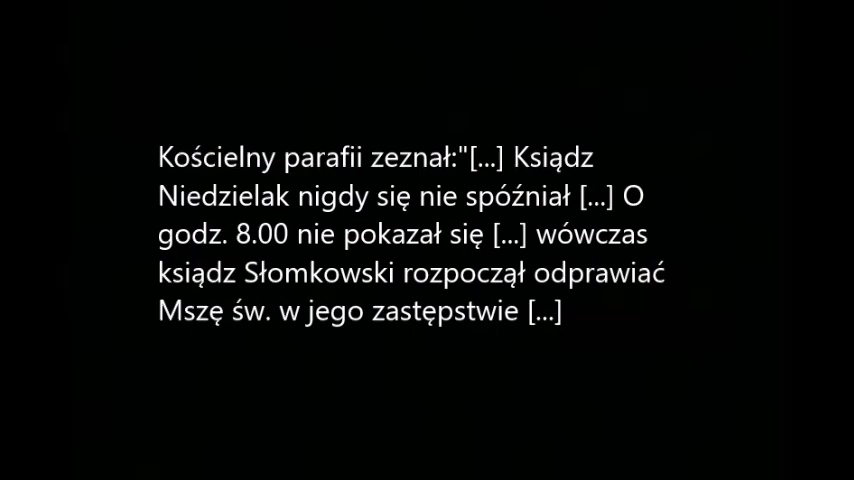 Kościelny parafii zeznał:"[...] Ksiądz
Niedzielak nigdy się nie spóźniał [...] O
godz. 8.00 nie pokazał się [...] wówczas
ksiądz Słomkowski rozpoczął odprawiać
Mszę św. w jego zastępstwie [...]